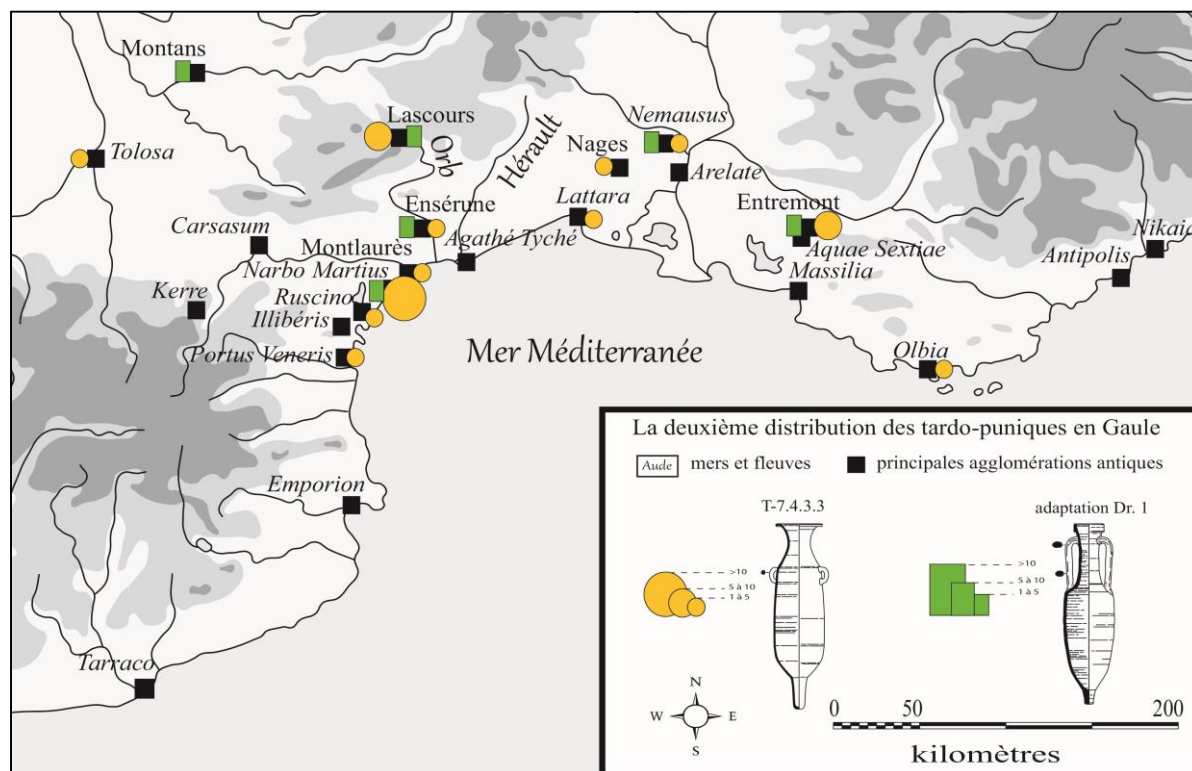 Montans
Lascours
Orb
Hérault
Nemausus
Nages
Tolosa
Arelate
Lattara
Ensérune
Entremont
Carsasum
Agathé Tyché
Aquae Sextiae
Nikaia
Montlaurès
Antipolis
Narbo Martius
Massilia
Kerre
Ruscino
Illibéris
Portus Veneris
Mer Méditerranée
Olbia
Emporion
Tarraco
La deuxième distribution des tardo-puniques en Gaule
Aude mers et fleuves principales agglomérations antiques
T-7.4.3.3 adaptation Dr. 1
>10
5 à 10
1 à 5
>10
5 à 10
1 à 5
N
W E
S
0 50 200
kilomètres